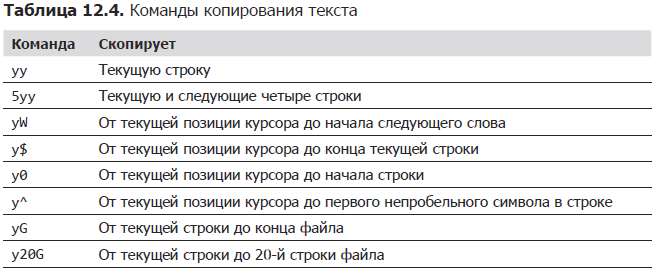 Таблица 12.4. Команды копирования текста
Команда Скопирует
yy Текущую строку
5yy Текущую и следующие четыре строки
yW От текущей позиции курсора до начала следующего слова
y$ От текущей позиции курсора до конца текущей строки
y0 От текущей позиции курсора до начала строки
y^ От текущей позиции курсора до первого непробельного символа в строке
yG От текущей строки до конца файла
y20G От текущей строки до 20-й строки файла